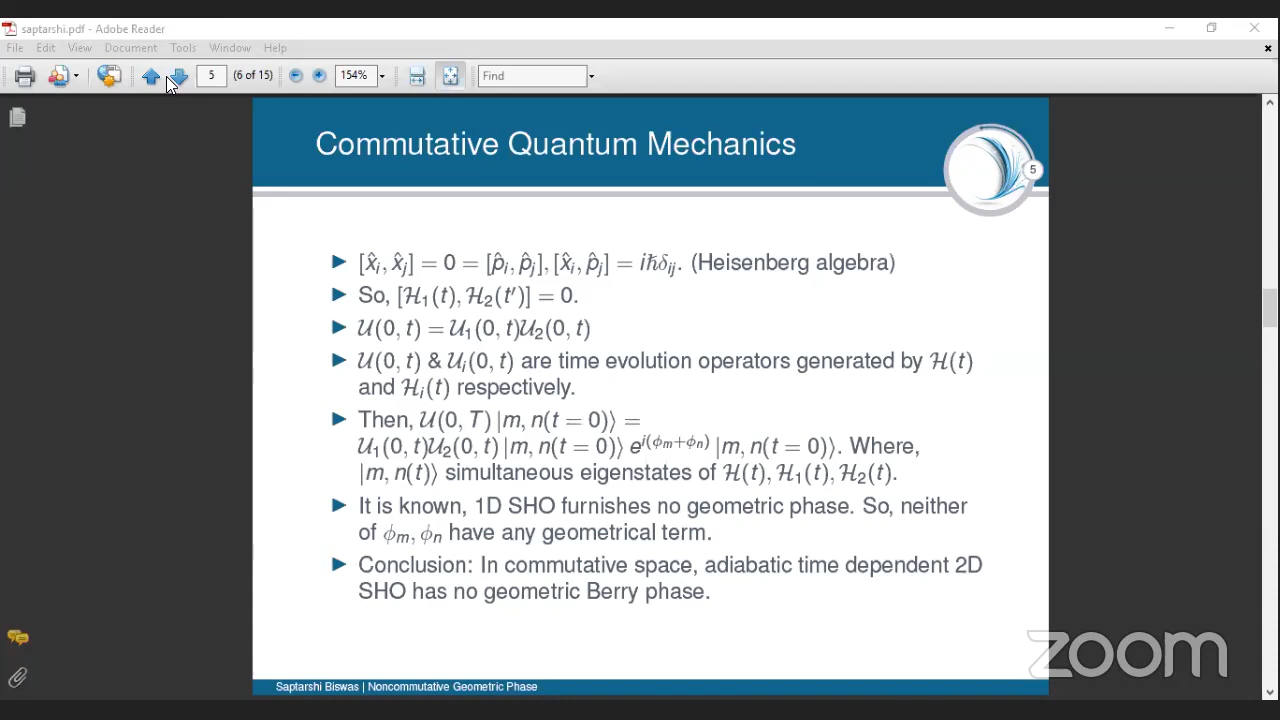 saptarshi.pdf - Adobe Reader
File Edit View Document Tools Window Help
5 (6 of 15) 154% Find
Commutative Quantum Mechanics
5
► [x̂ᵢ, x̂ⱼ] = 0 = [p̂ᵢ, p̂ⱼ], [x̂ᵢ, p̂ⱼ] = iℏδᵢⱼ. (Heisenberg algebra)
► So, [ℋ₁(t), ℋ₂(t′)] = 0.
► 𝒰(0, t) = 𝒰₁(0, t)𝒰₂(0, t)
► 𝒰(0, t) & 𝒰ᵢ(0, t) are time evolution operators generated by ℋ(t)
and ℋᵢ(t) respectively.
► Then, 𝒰(0, T) |m, n(t = 0)⟩ =
𝒰₁(0, t)𝒰₂(0, t) |m, n(t = 0)⟩ e^{i(ϕₘ+ϕₙ)} |m, n(t = 0)⟩. Where,
|m, n(t)⟩ simultaneous eigenstates of ℋ(t), ℋ₁(t), ℋ₂(t).
► It is known, 1D SHO furnishes no geometric phase. So, neither
of ϕₘ, ϕₙ have any geometrical term.
► Conclusion: In commutative space, adiabatic time dependent 2D
SHO has no geometric Berry phase.
zoom
Saptarshi Biswas | Noncommutative Geometric Phase